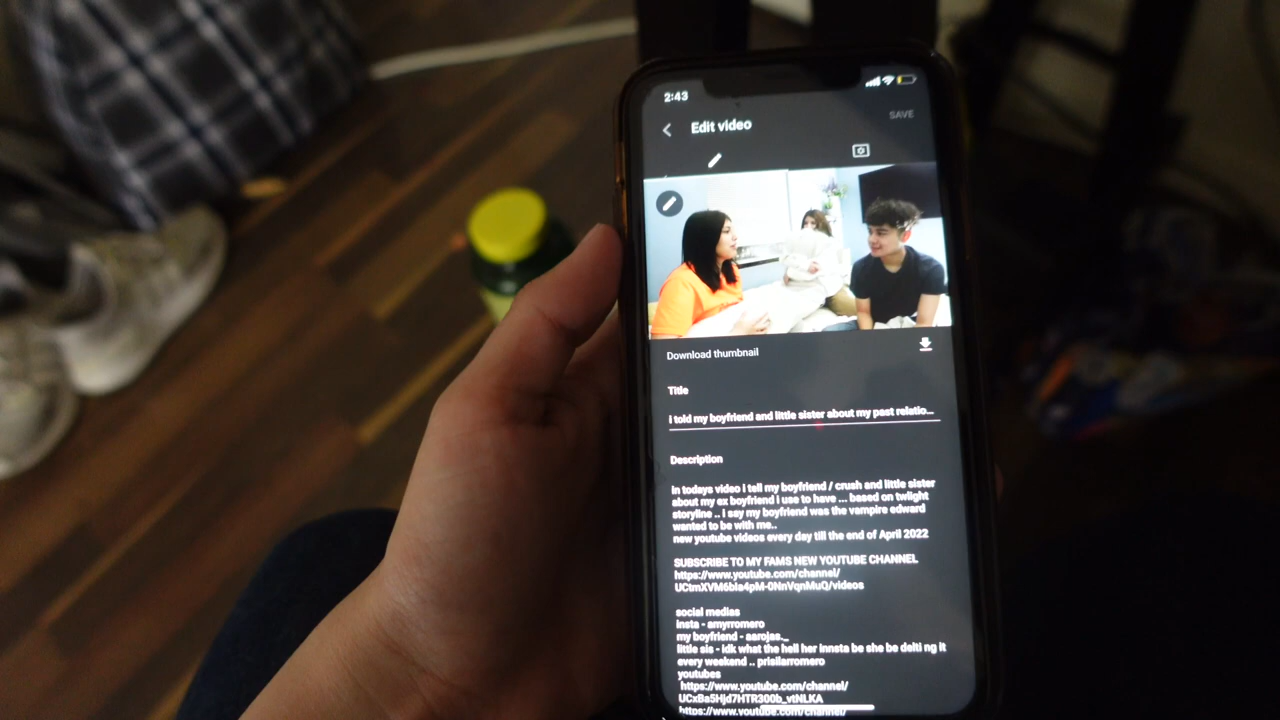 2:43
Edit video
SAVE
Download thumbnail
Title
i told my boyfriend and little sister about my past relatio...
Description
in todays video i tell my boyfriend / crush and little sister
about my ex boyfriend i use to have ... based on twlight
storyline .. i say my boyfriend was the vampire edward
wanted to be with me..
new youtube videos every day till the end of April 2022
SUBSCRIBE TO MY FAMS NEW YOUTUBE CHANNEL
https://www.youtube.com/channel/
UCtmXVM6bIa4pM-0NnVqnMuQ/videos
social medias
insta - amyrromero
my boyfriend - aarojas._
little sis - idk what the hell her innsta be she be delti ng it
every weekend .. prisilarromero
youtubes
https://www.youtube.com/channel/
UCxBa5Hjd7HTR300b_vtNLKA
https://www.youtube.com/channel/